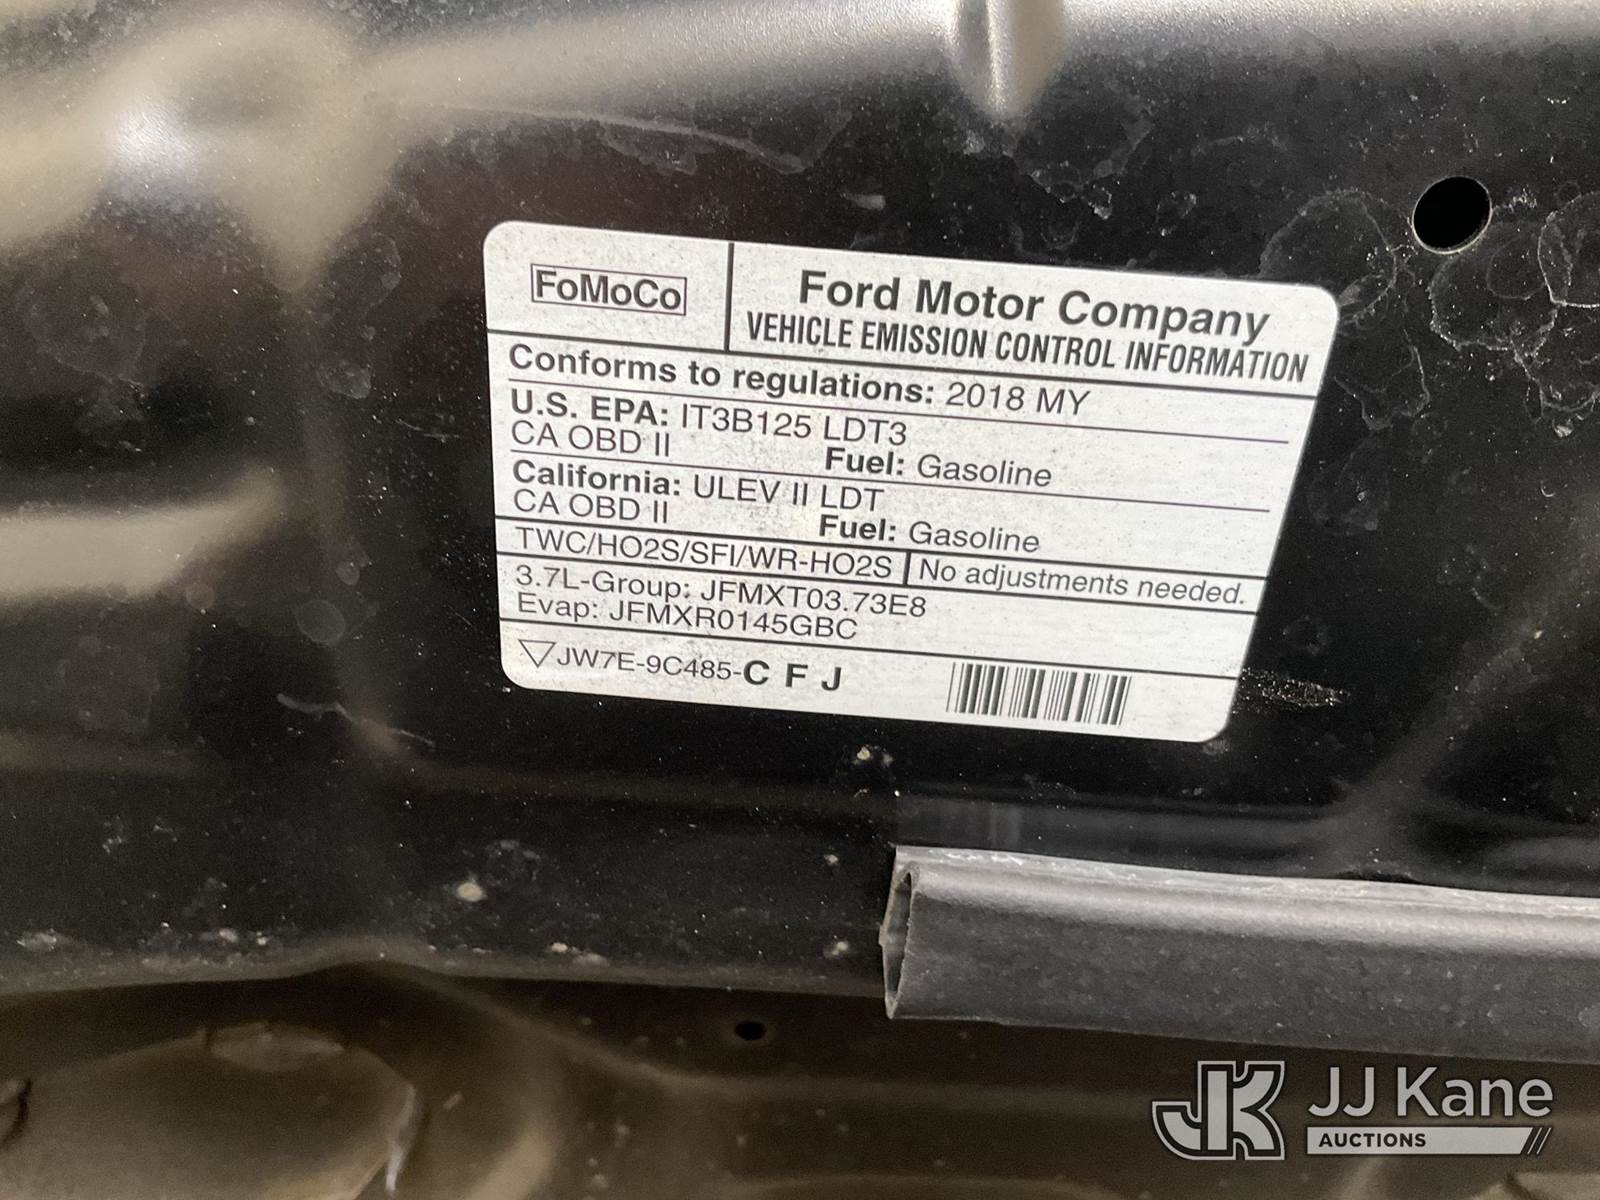 FoMoCo
Ford Motor Company
VEHICLE EMISSION CONTROL INFORMATION
Conforms to regulations: 2018 MY
U.S. EPA: IT3B125 LDT3
CA OBD II Fuel: Gasoline
California: ULEV II LDT
CA OBD II Fuel: Gasoline
TWC/HO2S/SFI/WR-HO2S No adjustments needed.
3.7L-Group: JFMXT03.73E8
Evap: JFMXR0145GBC
JW7E-9C485-C F J
JK JJ Kane
AUCTIONS